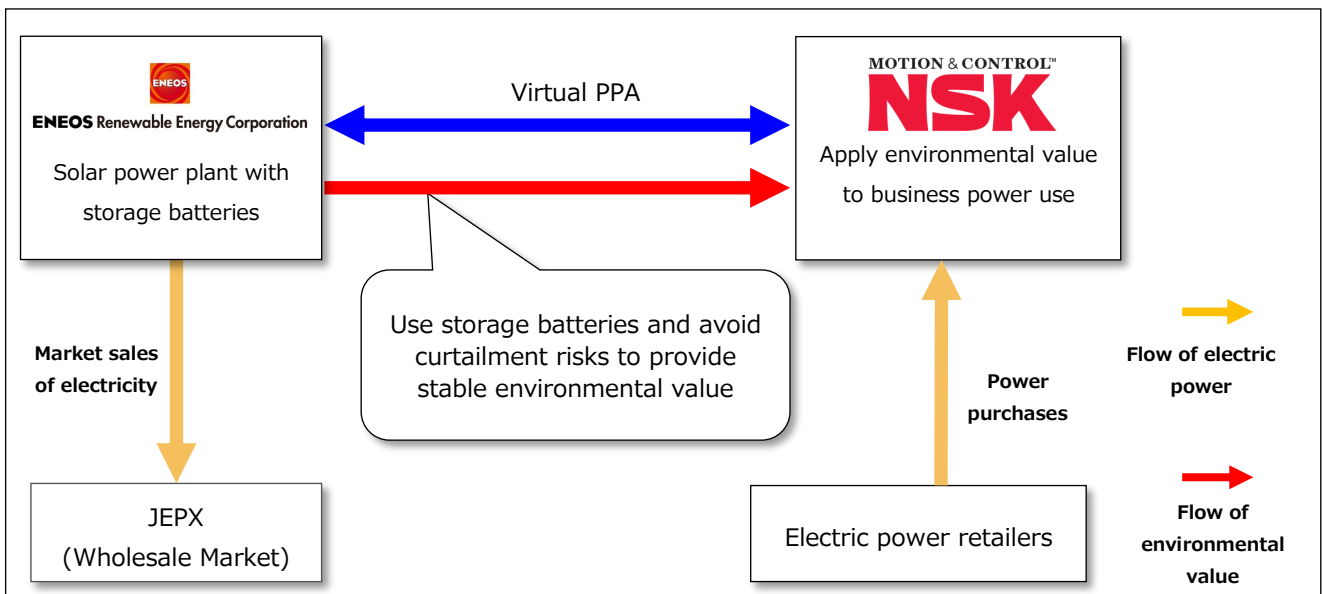 ENEOS
ENEOS Renewable Energy Corporation
Solar power plant with
storage batteries
Virtual PPA
MOTION & CONTROL™
NSK
Apply environmental value
to business power use
Use storage batteries and avoid
curtailment risks to provide
stable environmental value
Market sales
of electricity
Power
purchases
Flow of electric
power
JEPX
(Wholesale Market)
Electric power retailers
Flow of
environmental
value